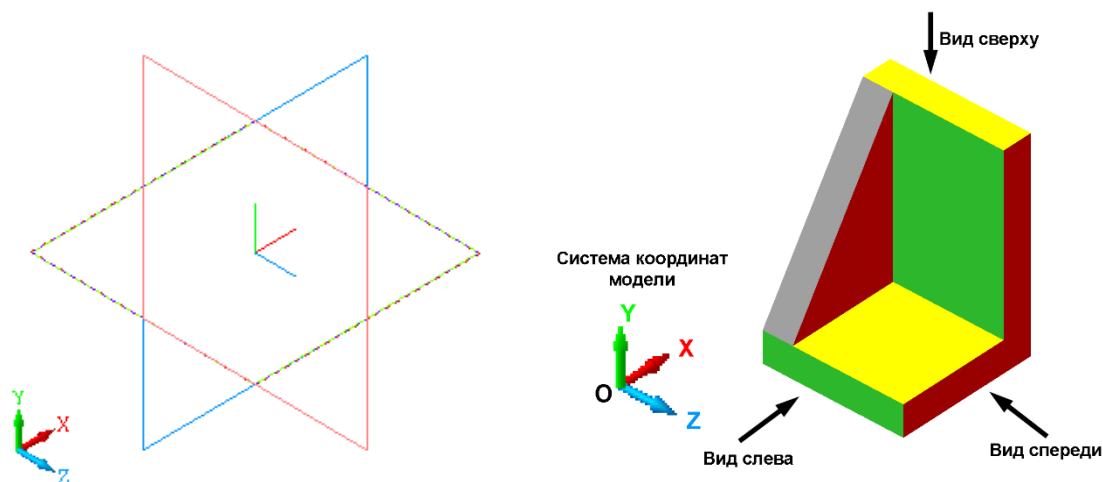 Вид сверху
Система координат
модели
Y
X
O
Z
Вид слева
Вид спереди
Y
X
Z